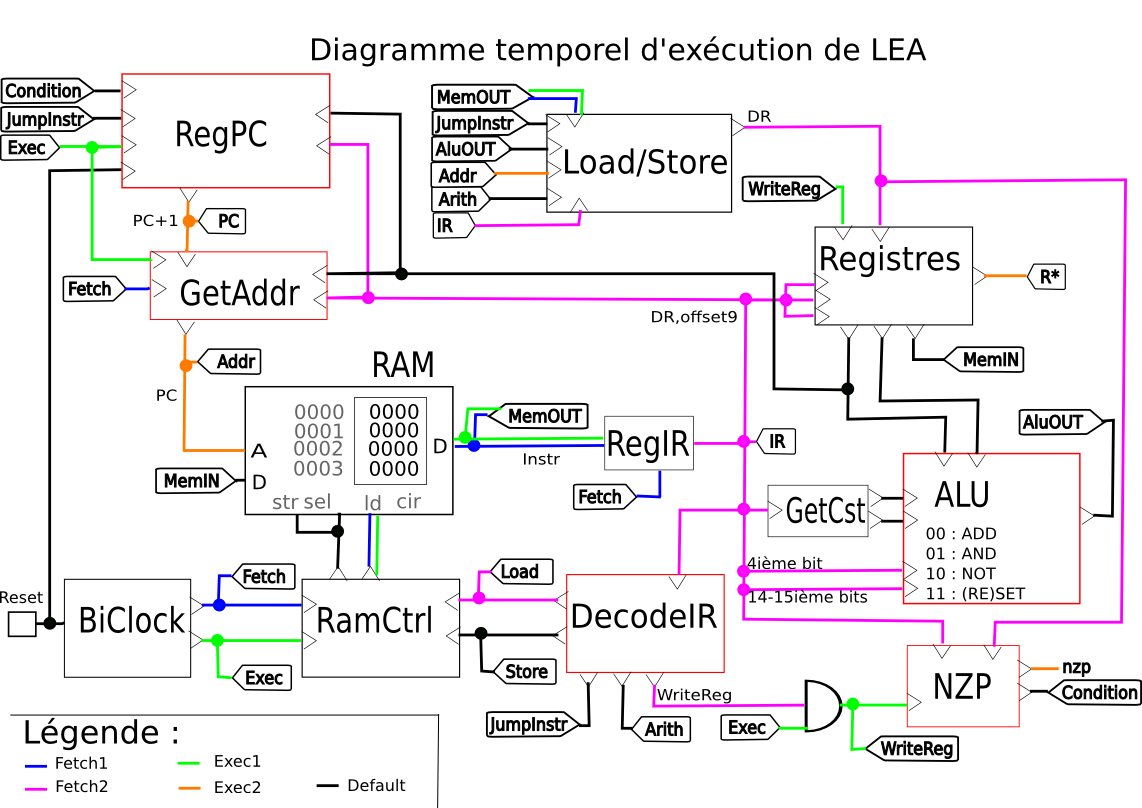 Diagramme temporel d'exécution de LEA
Condition
JumpInstr
Exec
RegPC
PC+1
PC
Fetch
GetAddr
Addr
PC
MemOUT
JumpInstr
AluOUT
Addr
Arith
IR
Load/Store
DR
WriteReg
Registres
R*
DR,offset9
MemIN
RAM
0000 0000
0001 0000
0002 0000
0003 0000
A
D
D
str sel ld cir
MemIN
MemOUT
Instr
RegIR
Fetch
IR
AluOUT
ALU
00 : ADD
01 : AND
10 : NOT
11 : (RE)SET
GetCst
4ième bit
14-15ième bits
Reset
BiClock
Fetch
Exec
RamCtrl
Load
Store
DecodeIR
JumpInstr
Arith
WriteReg
Exec
WriteReg
NZP
nzp
Condition
Légende :
Fetch1
Exec1
Fetch2
Exec2
Default